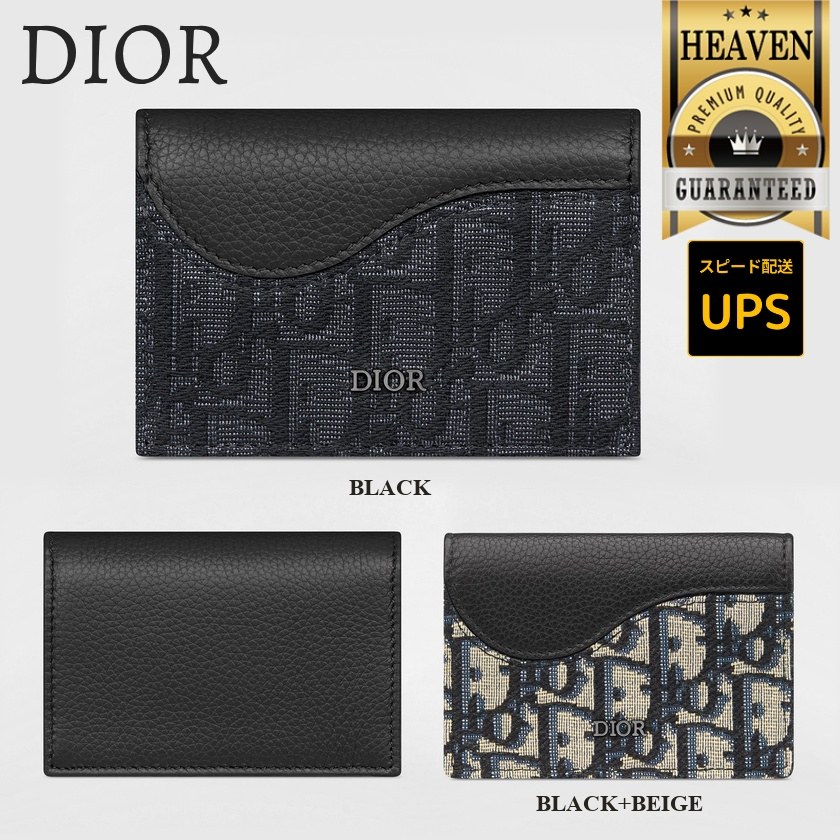 DIOR
HEAVEN
PREMIUM QUALITY
GUARANTEED
スピード配送
UPS
DIOR
BLACK
DIOR
BLACK+BEIGE